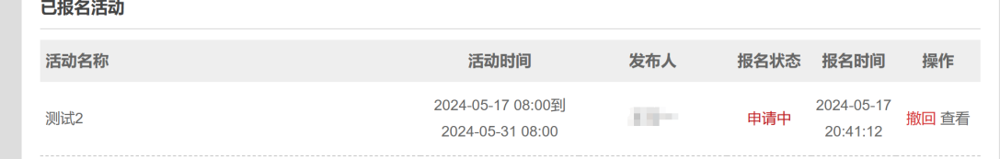 已报名活动
活动名称 活动时间 发布人 报名状态 报名时间 操作
测试2 2024-05-17 08:00到 2024-05-31 08:00 申请中 2024-05-17 20:41:12 撤回 查看